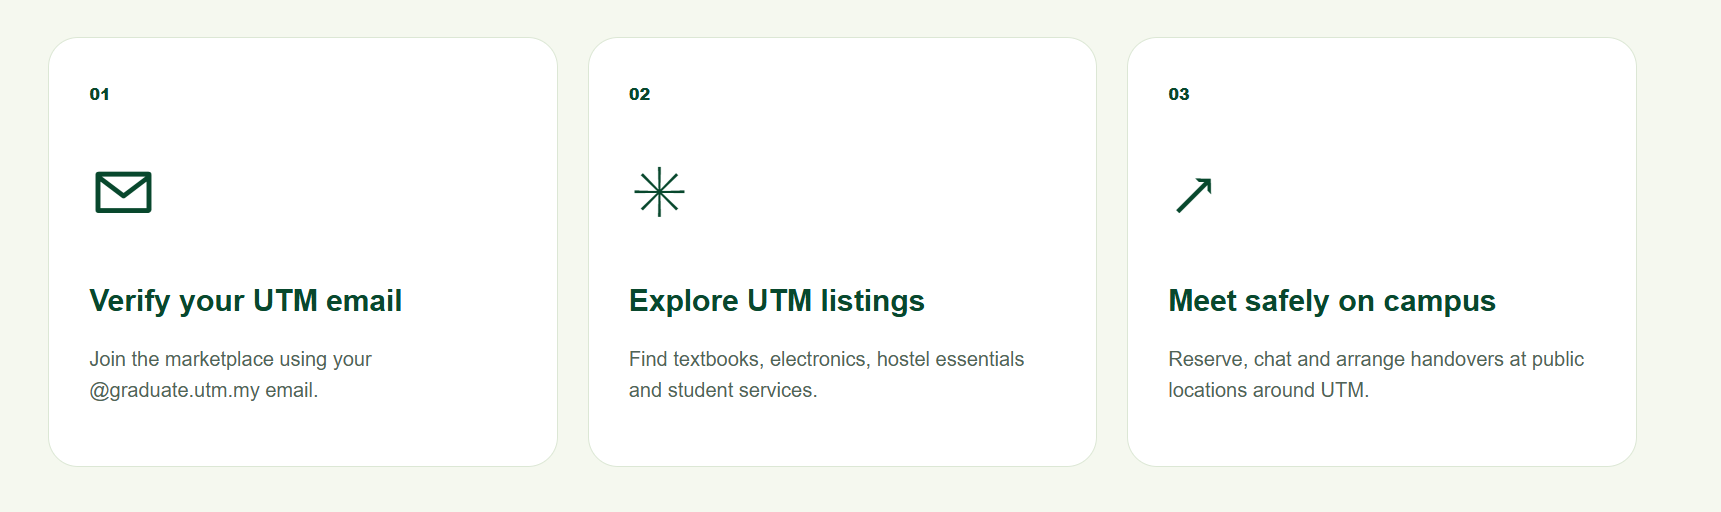 01
Verify your UTM email
Join the marketplace using your
@graduate.utm.my email.
02
Explore UTM listings
Find textbooks, electronics, hostel essentials
and student services.
03
Meet safely on campus
Reserve, chat and arrange handovers at public
locations around UTM.